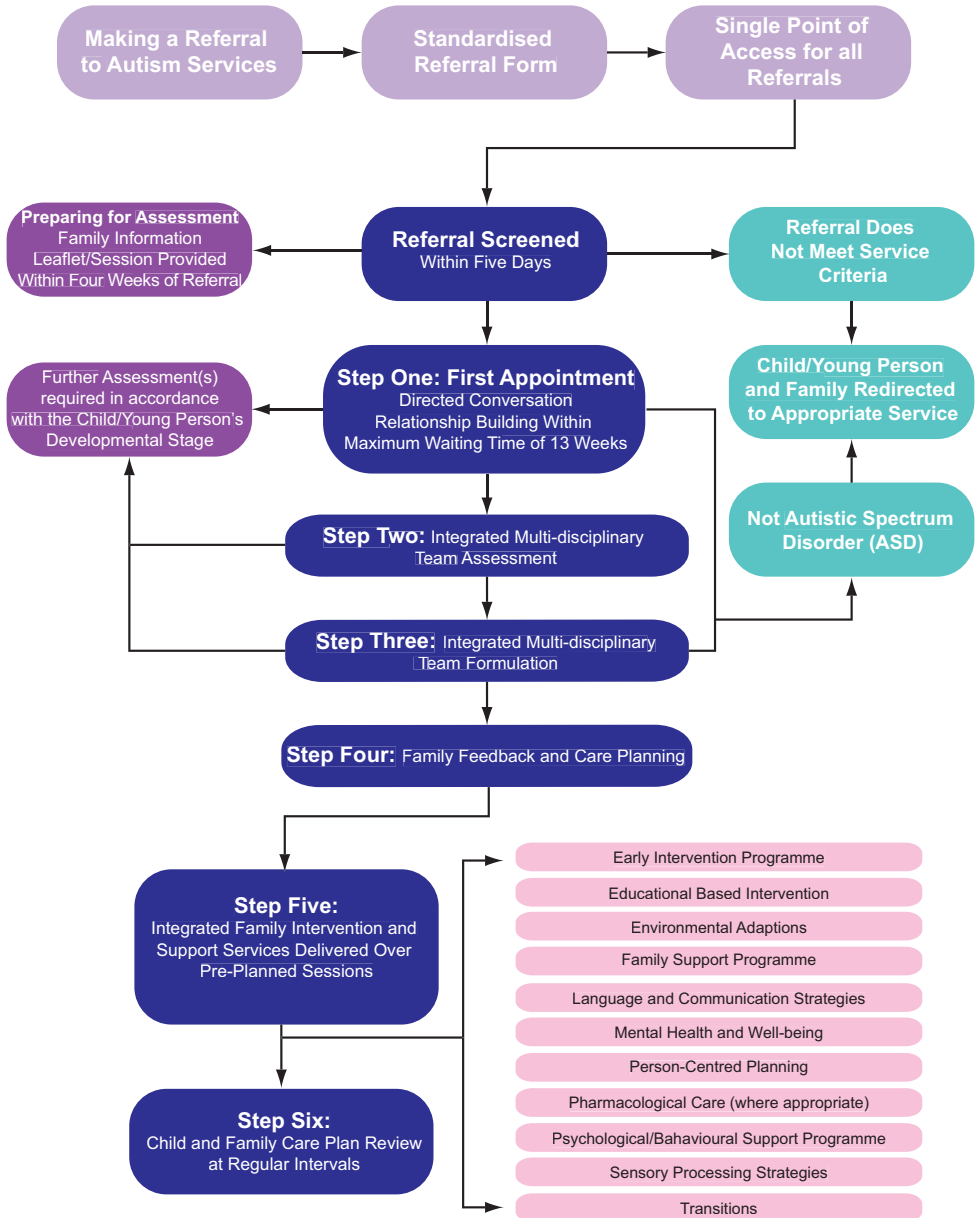 Making a Referral
to Autism Services
Standardised
Referral Form
Single Point of
Access for all
Referrals
Preparing for Assessment
Family Information
Leaflet/Session Provided
Within Four Weeks of Referral
Referral Screened
Within Five Days
Referral Does
Not Meet Service
Criteria
Further Assessment(s)
required in accordance
with the Child/Young Person's
Developmental Stage
Step One: First Appointment
Directed Conversation
Relationship Building Within
Maximum Waiting Time of 13 Weeks
Child/Young Person
and Family Redirected
to Appropriate Service
Step Two: Integrated Multi-disciplinary
Team Assessment
Not Autistic Spectrum
Disorder (ASD)
Step Three: Integrated Multi-disciplinary
Team Formulation
Step Four: Family Feedback and Care Planning
Step Five:
Integrated Family Intervention and
Support Services Delivered Over
Pre-Planned Sessions
Step Six:
Child and Family Care Plan Review
at Regular Intervals
Early Intervention Programme
Educational Based Intervention
Environmental Adaptions
Family Support Programme
Language and Communication Strategies
Mental Health and Well-being
Person-Centred Planning
Pharmacological Care (where appropriate)
Psychological/Bahavioural Support Programme
Sensory Processing Strategies
Transitions